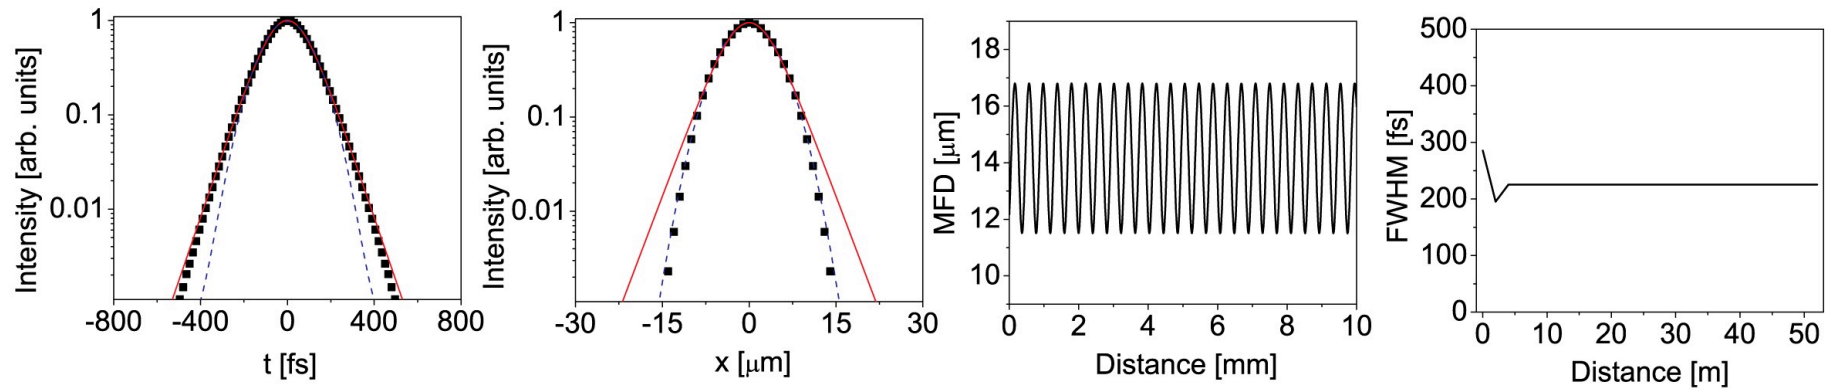 1
0.1
0.01
Intensity [arb. units]
-800 -400 0 400 800
t [fs]
1
0.1
0.01
Intensity [arb. units]
-30 -15 0 15 30
x [μm]
18
16
14
12
10
MFD [μm]
0 2 4 6 8 10
Distance [mm]
500
400
300
200
100
0
FWHM [fs]
0 10 20 30 40 50
Distance [m]